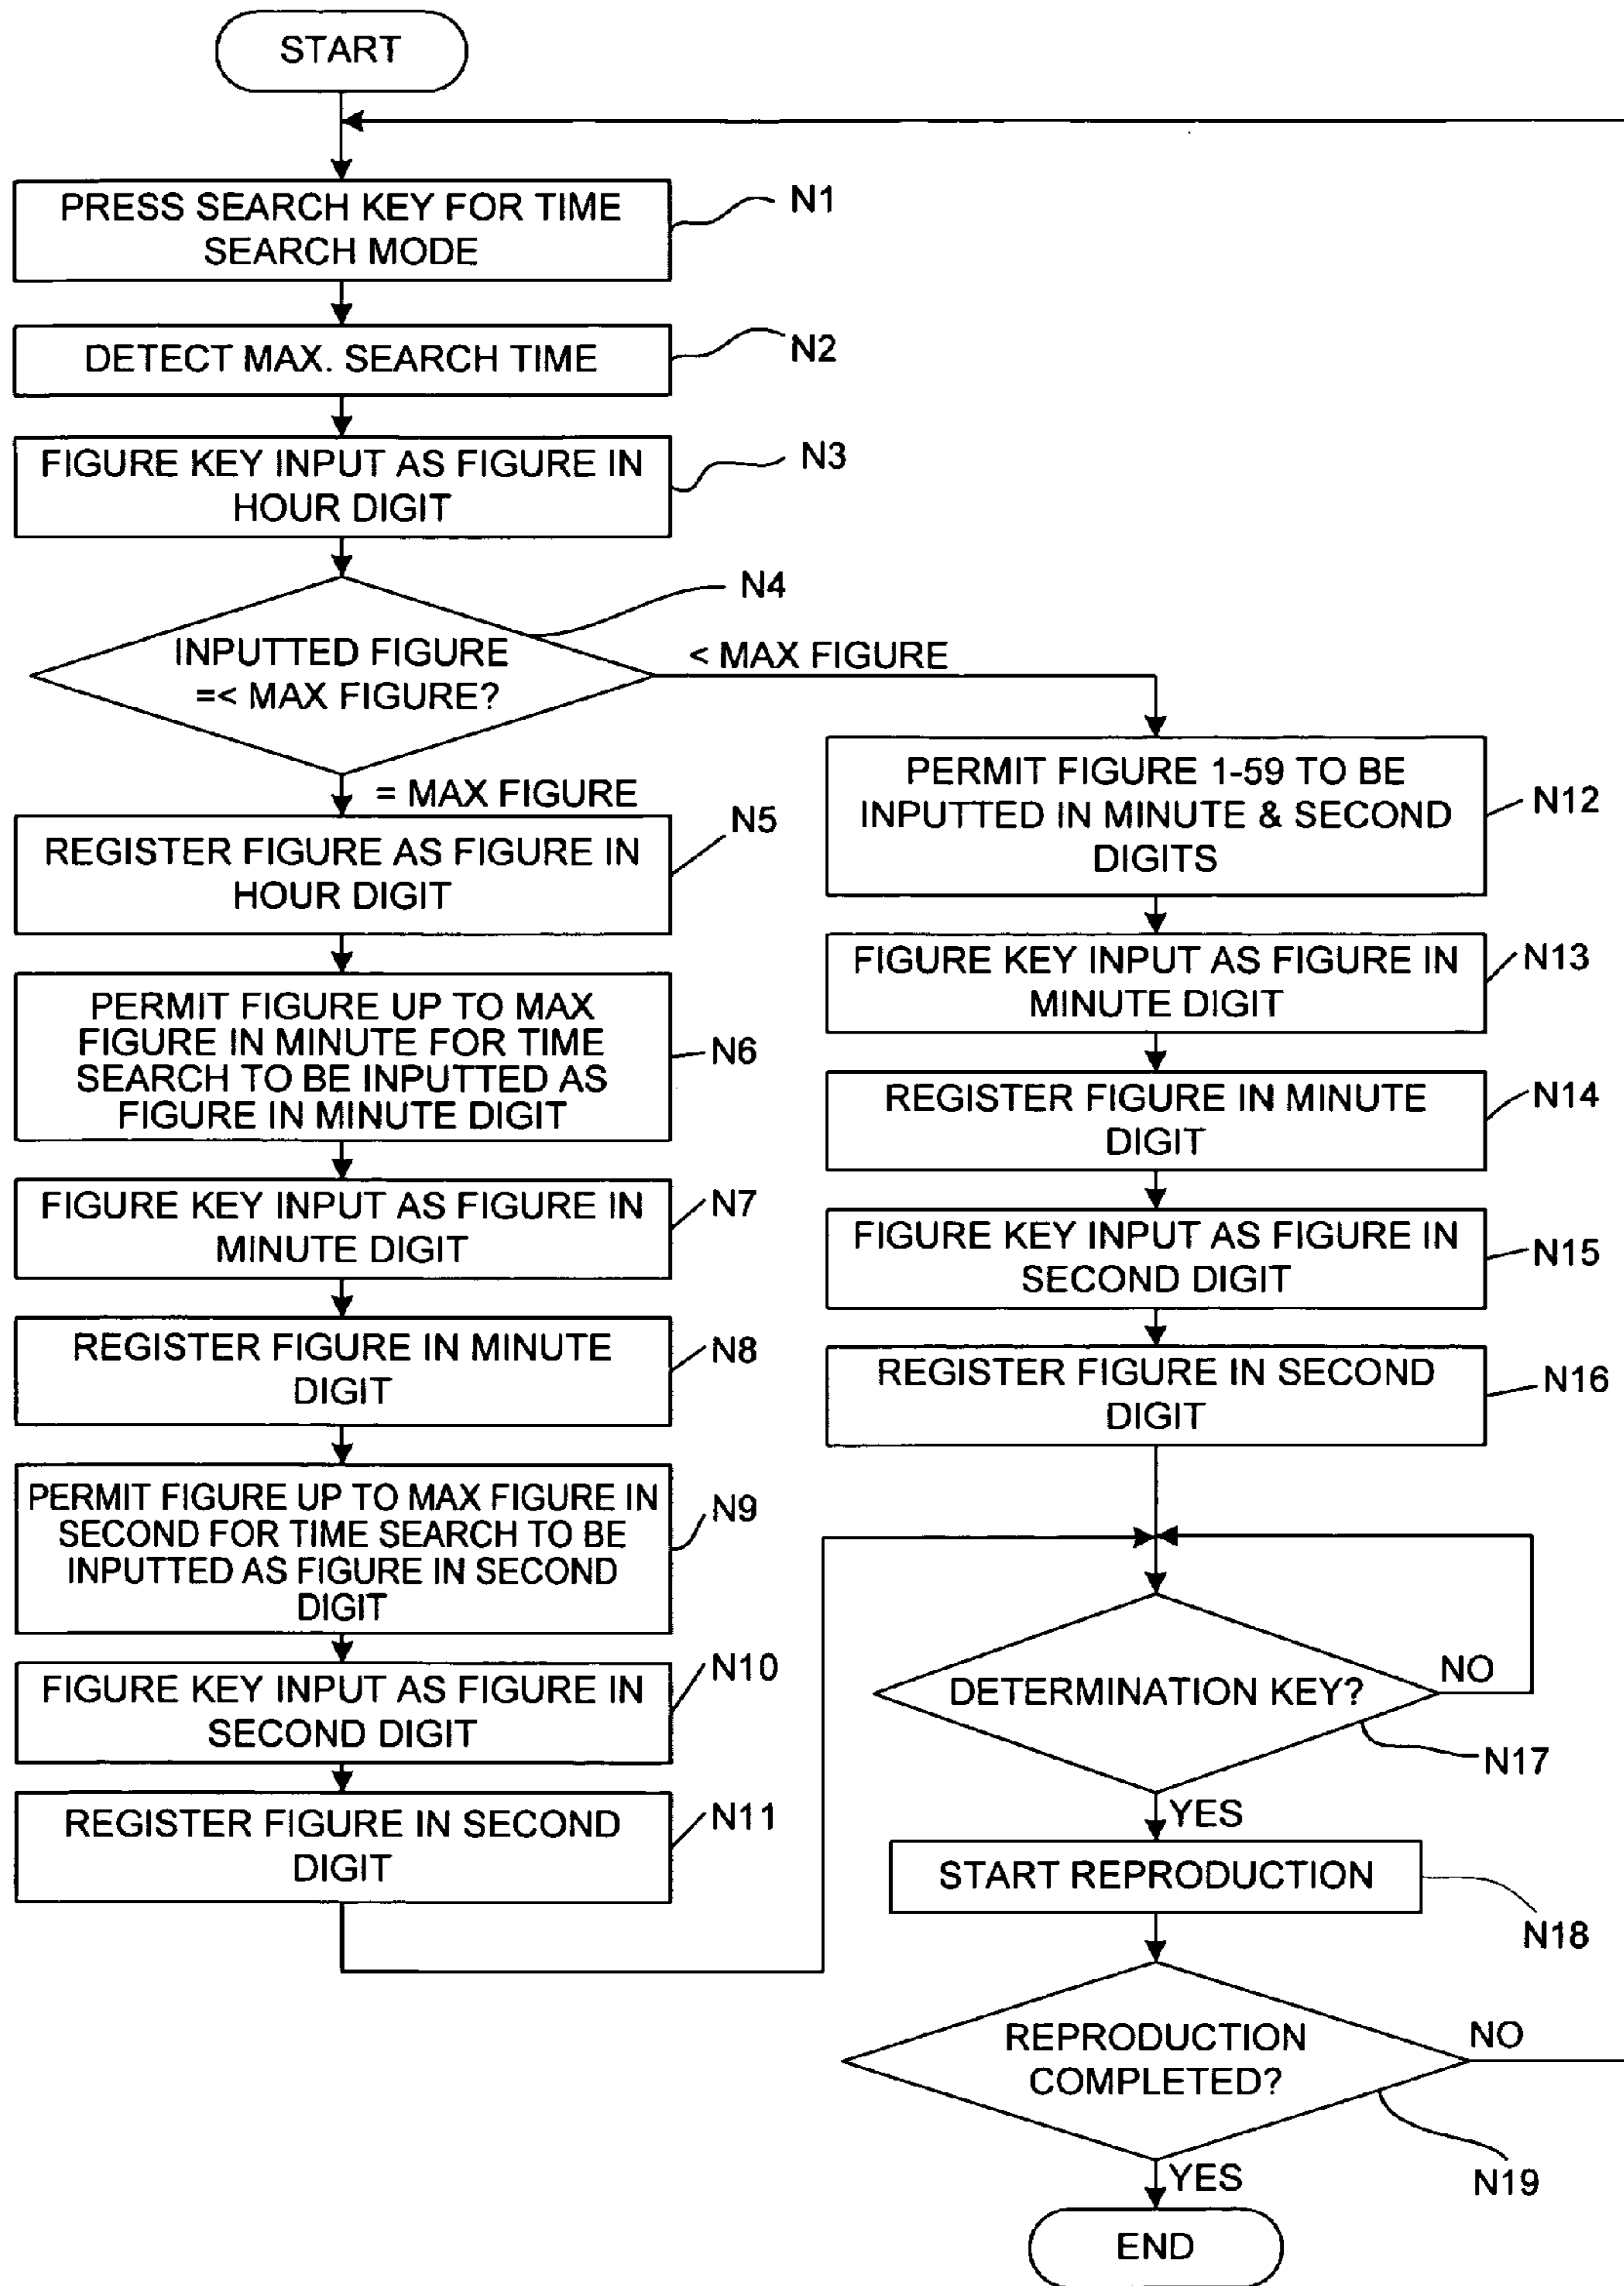 START
PRESS SEARCH KEY FOR TIME
SEARCH MODE
N1
DETECT MAX. SEARCH TIME
N2
FIGURE KEY INPUT AS FIGURE IN
HOUR DIGIT
N3
INPUTTED FIGURE
=< MAX FIGURE?
N4
< MAX FIGURE
= MAX FIGURE
REGISTER FIGURE AS FIGURE IN
HOUR DIGIT
N5
PERMIT FIGURE UP TO MAX
FIGURE IN MINUTE FOR TIME
SEARCH TO BE INPUTTED AS
FIGURE IN MINUTE DIGIT
N6
FIGURE KEY INPUT AS FIGURE IN
MINUTE DIGIT
N7
REGISTER FIGURE IN MINUTE
DIGIT
N8
PERMIT FIGURE UP TO MAX FIGURE IN
SECOND FOR TIME SEARCH TO BE
INPUTTED AS FIGURE IN SECOND
DIGIT
N9
FIGURE KEY INPUT AS FIGURE IN
SECOND DIGIT
N10
REGISTER FIGURE IN SECOND
DIGIT
N11
PERMIT FIGURE 1-59 TO BE
INPUTTED IN MINUTE & SECOND
DIGITS
N12
FIGURE KEY INPUT AS FIGURE IN
MINUTE DIGIT
N13
REGISTER FIGURE IN MINUTE
DIGIT
N14
FIGURE KEY INPUT AS FIGURE IN
SECOND DIGIT
N15
REGISTER FIGURE IN SECOND
DIGIT
N16
DETERMINATION KEY?
NO
N17
YES
START REPRODUCTION
N18
REPRODUCTION
COMPLETED?
NO
N19
YES
END